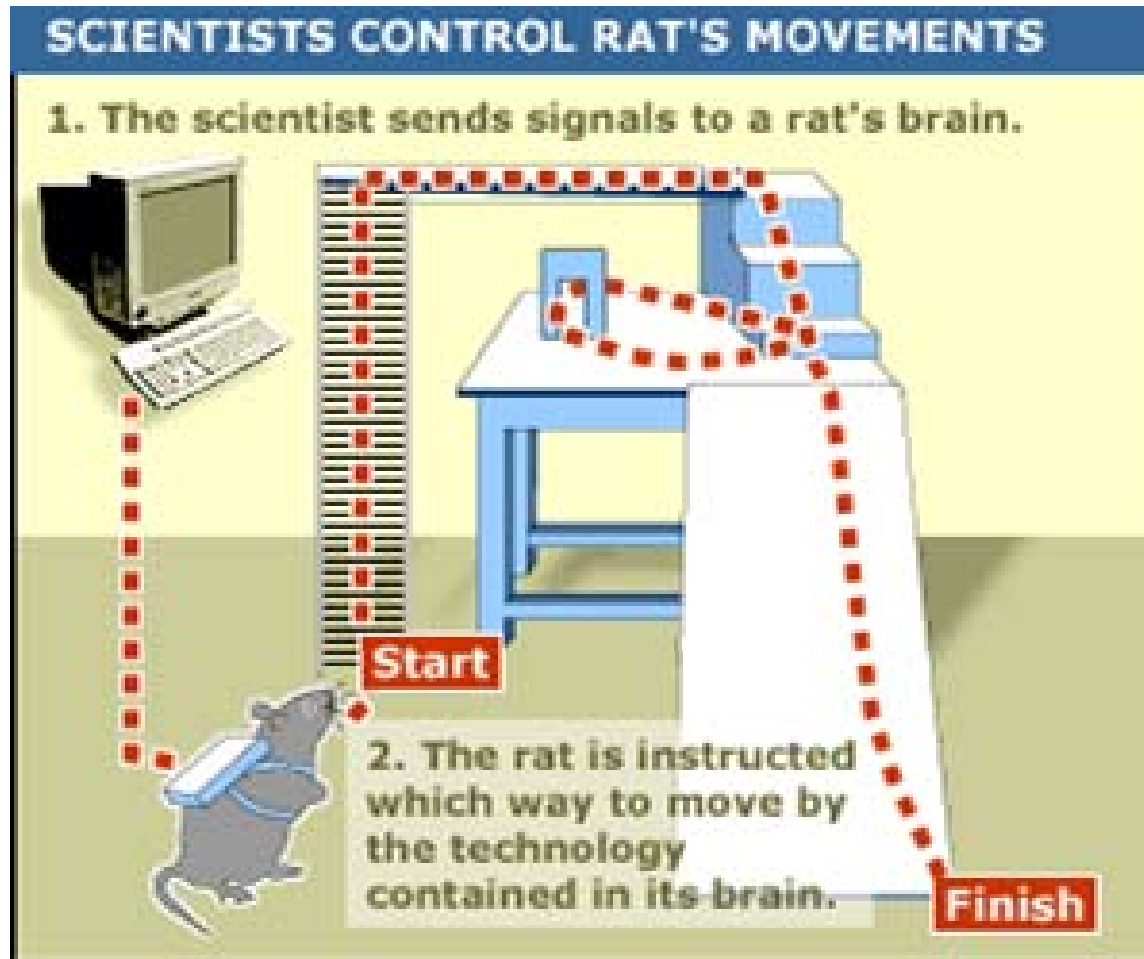 SCIENTISTS CONTROL RAT'S MOVEMENTS
1. The scientist sends signals to a rat's brain.
Start
2. The rat is instructed
which way to move by
the technology
contained in its brain.
Finish